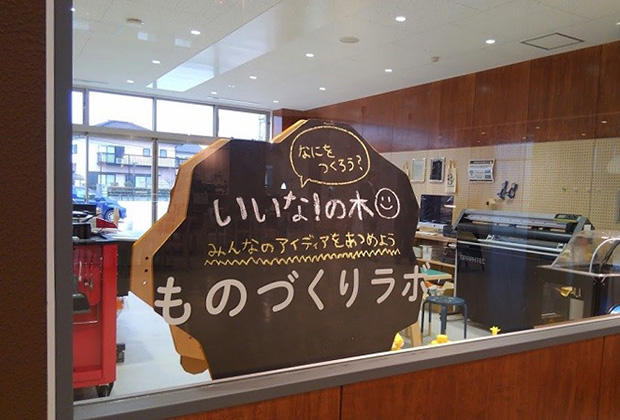 なにを
つくろう?
いいな!の木
みんなのアイディアをあつめよう
ものづくりラボ
GRAPHTEC